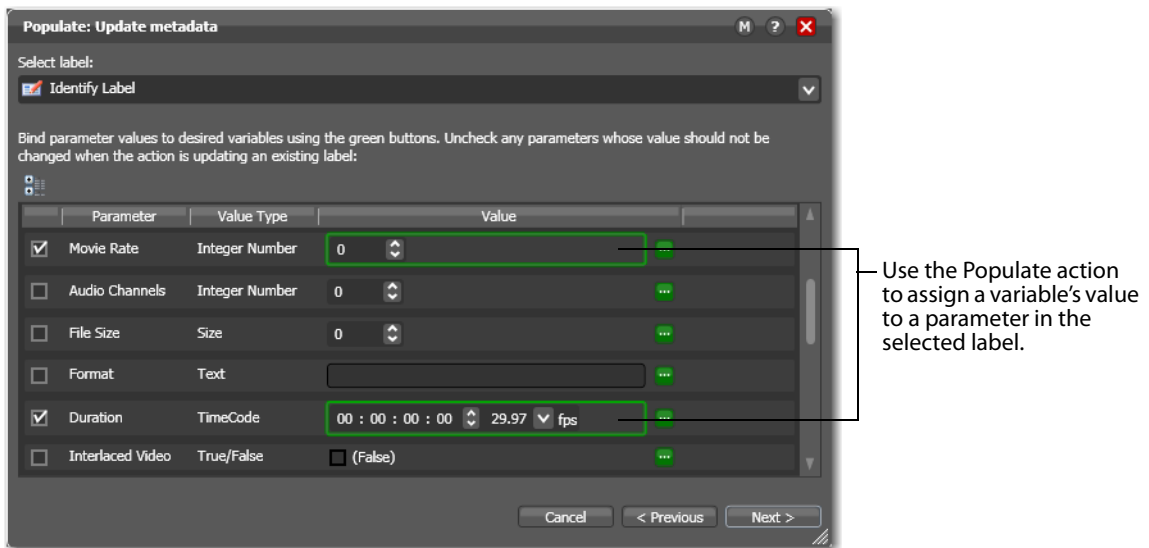 Populate: Update metadata M ?
Select label:
Identify Label
Bind parameter values to desired variables using the green buttons. Uncheck any parameters whose value should not be
changed when the action is updating an existing label:
Parameter Value Type Value
Movie Rate Integer Number 0
Audio Channels Integer Number 0
File Size Size 0
Format Text
Duration TimeCode 00 : 00 : 00 : 00 29.97 fps
Interlaced Video True/False (False)
Cancel < Previous Next >
Use the Populate action
to assign a variable’s value
to a parameter in the
selected label.